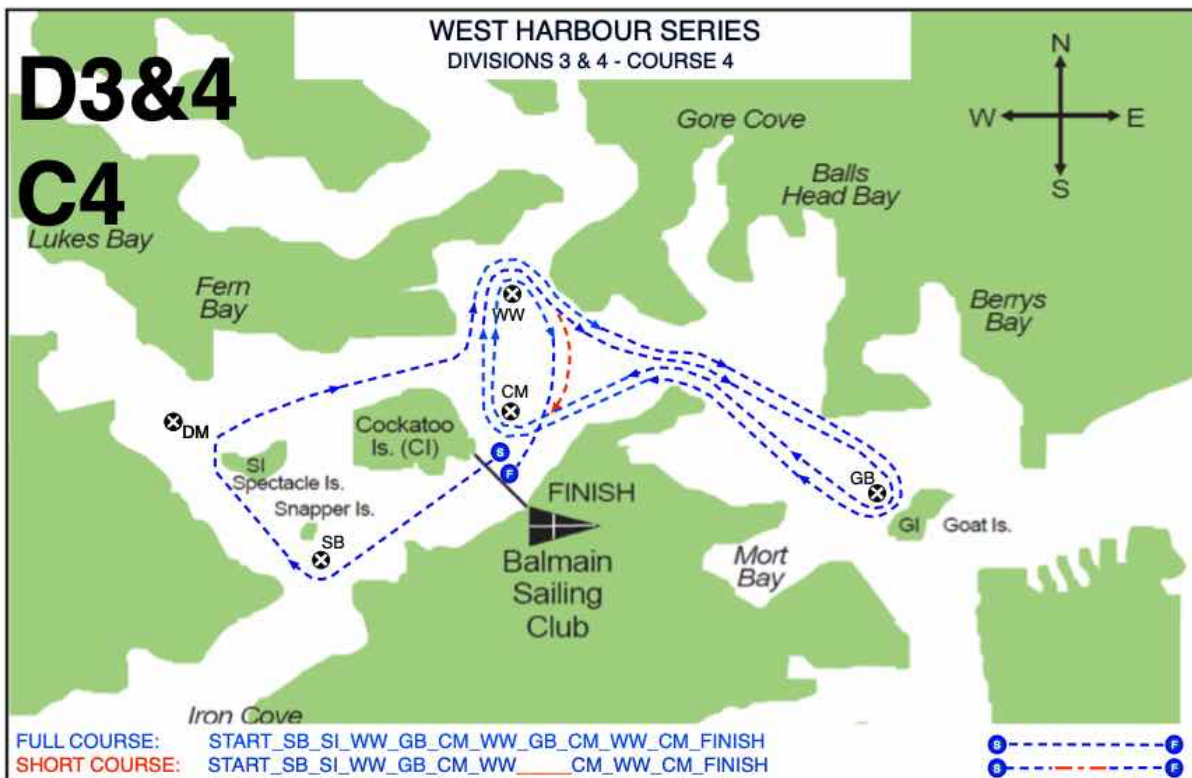 WEST HARBOUR SERIES
DIVISIONS 3 & 4 - COURSE 4
D3&4
C4
N
W
E
S
Gore Cove
Balls
Head Bay
Lukes Bay
Fern
Bay
Berrys
Bay
WW
CM
DM
Cockatoo
Is. (CI)
S
F
SI
Spectacle Is.
Snapper Is.
SB
FINISH
GB
GI
Goat Is.
Balmain
Sailing
Club
Mort
Bay
Iron Cove
FULL COURSE: START_SB_SI_WW_GB_CM_WW_GB_CM_WW_CM_FINISH
S F
SHORT COURSE: START_SB_SI_WW_GB_CM_WW_____CM_WW_CM_FINISH
S F